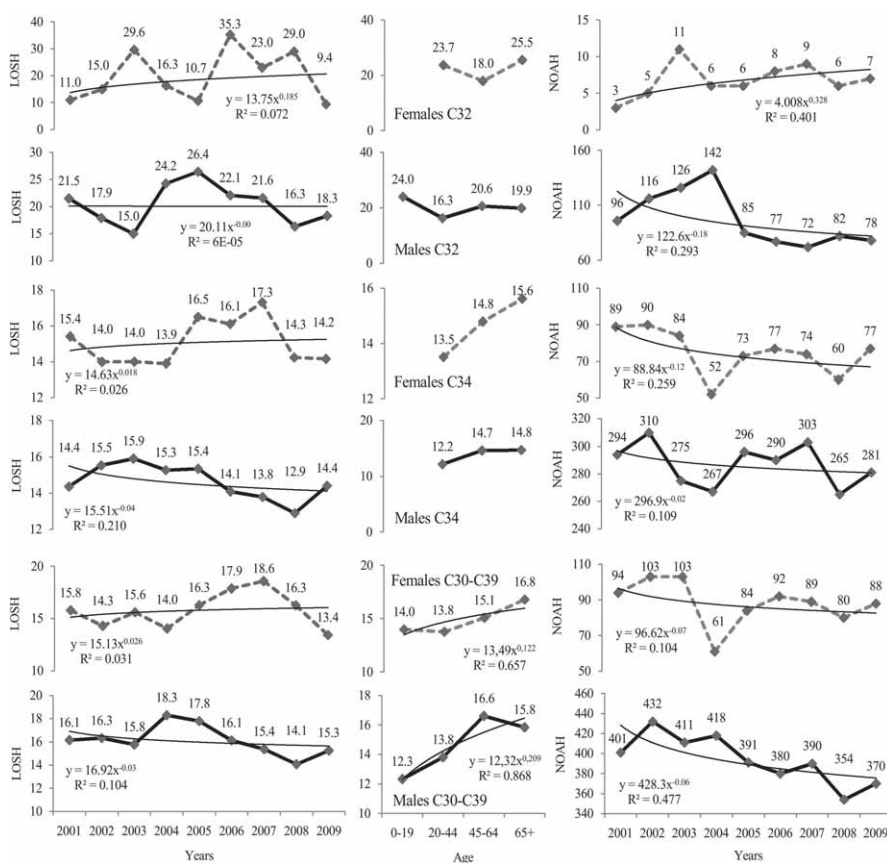 LOSH
40
30
20
10
0
11.0 15.0 29.6 16.3 10.7 35.3 23.0 29.0 9.4
y = 13.75x^0.185
R² = 0.072
40
20
0
23.7 18.0 25.5
Females C32
NOAH
15
10
5
0
3 5 11 6 6 8 9 6 7
y = 4.008x^0.328
R² = 0.401
LOSH
30
25
20
15
10
21.5 17.9 15.0 24.2 26.4 22.1 21.6 16.3 18.3
y = 20.11x^-0.00
R² = 6E-05
40
20
0
24.0 16.3 20.6 19.9
Males C32
NOAH
160
110
60
96 116 126 142 85 77 72 82 78
y = 122.6x^-0.18
R² = 0.293
LOSH
18
16
14
12
15.4 14.0 14.0 13.9 16.5 16.1 17.3 14.3 14.2
y = 14.63x^0.018
R² = 0.026
16
14
12
13.5 14.8 15.6
Females C34
NOAH
110
90
70
50
89 90 84 52 73 77 74 60 77
y = 88.84x^-0.12
R² = 0.259
LOSH
18
16
14
12
14.4 15.5 15.9 15.3 15.4 14.1 13.8 12.9 14.4
y = 15.51x^-0.04
R² = 0.210
20
10
0
12.2 14.7 14.8
Males C34
NOAH
320
300
280
260
240
294 310 275 267 296 290 303 265 281
y = 296.9x^-0.02
R² = 0.109
LOSH
20
15
10
15.8 14.3 15.6 14.0 16.3 17.9 18.6 16.3 13.4
y = 15.13x^0.026
R² = 0.031
20
15
10
Females C30-C39
14.0 13.8 15.1 16.8
y = 13,49x^0,122
R² = 0.657
NOAH
110
90
70
50
94 103 103 61 84 92 89 80 88
y = 96.62x^-0.07
R² = 0.104
LOSH
20
18
16
14
12
10
16.1 16.3 15.8 18.3 17.8 16.1 15.4 14.1 15.3
y = 16.92x^-0.03
R² = 0.104
2001 2002 2003 2004 2005 2006 2007 2008 2009
Years
18
16
14
12
10
12.3 13.8 16.6 15.8
y = 12,32x^0,209
R² = 0.868
Males C30-C39
0-19 20-44 45-64 65+
Age
NOAH
460
440
420
400
380
360
340
401 432 411 418 391 380 390 354 370
y = 428.3x^-0.06
R² = 0.477
2001 2002 2003 2004 2005 2006 2007 2008 2009
Years